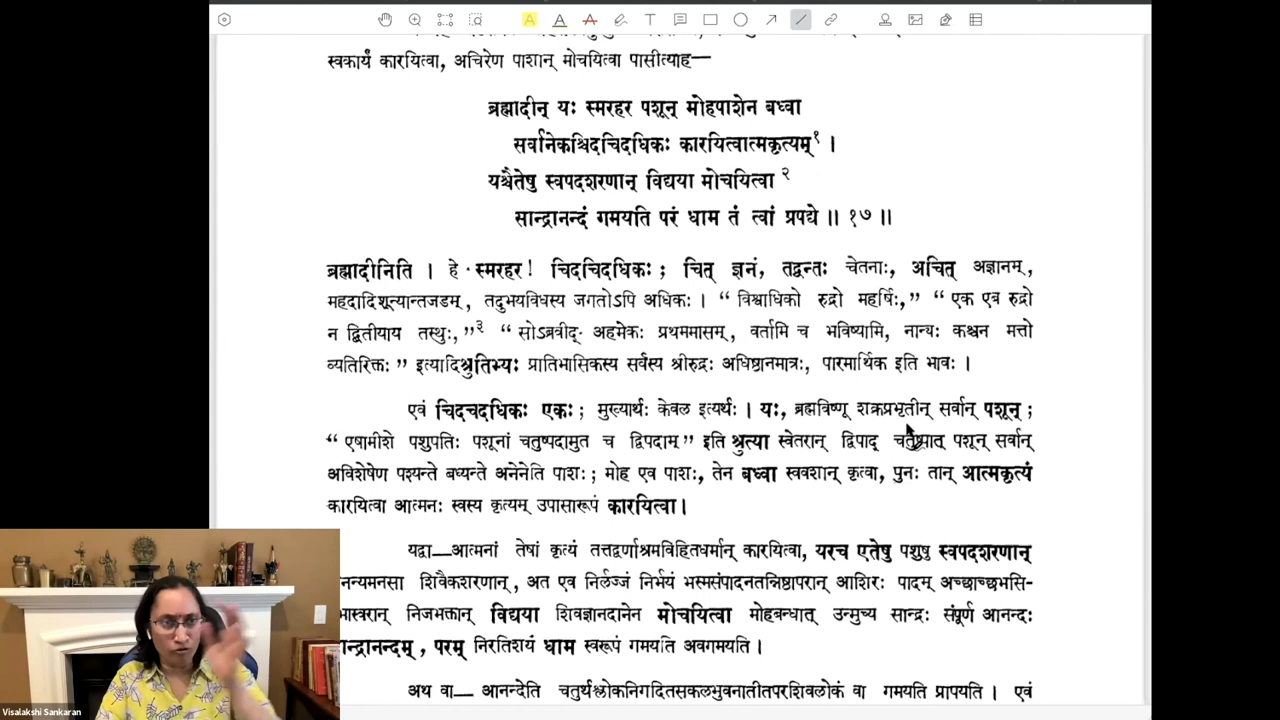 स्वकार्यं कारयित्वा, अचिरेण पाशान् मोचयित्वा पासीत्याह—
ब्रह्मादीन् यः स्मरहर पशून् मोहपाशेन बध्वा
सर्वानेकश्चिदचिदधिकः कारयित्वात्मकृत्यम्१ ।
यश्चैतेषु स्वपदशरणान् विद्यया मोचयित्वा २
सान्द्रानन्दं गमयति परं धाम तं त्वां प्रपद्ये ॥ १७ ॥
ब्रह्मादीनिति । हे · स्मरहर ! चिदचिदधिकः ; चित् ज्ञनं, तद्वन्तः चेतनाः, अचित् अज्ञानम्,
महदादिशून्यान्तजडम्, तदुभयविधस्य जगतोऽपि अधिकः । “ विश्वाधिको रुद्रो महर्षिः,” “ एक एव रुद्रो
न द्वितीयाय तस्थुः,”३ “ सोऽब्रवीद् अहमेकः प्रथममासम्, वर्तामि च भविष्यामि, नान्यः कश्चन मत्तो
व्यतिरिक्तः ” इत्यादिश्रुतिभ्यः प्रातिभासिकस्य सर्वस्य श्रीरुद्रः अधिष्ठानमात्रः, पारमार्थिक इति भावः ।
एवं चिदचदधिकः एकः ; मुख्यार्थः केवल इत्यर्थः । यः, ब्रह्मविष्णू शक्रप्रभृतीन् सर्वान् पशून् ;
“ एषामीशे पशुपतिः पशूनां चतुष्पदामुत च द्विपदाम् ” इति श्रुत्या स्वेतरान् द्विपाद् चतुष्पात् पशून् सर्वान्
अविशेषेण पश्यन्ते बध्यन्ते अनेनेति पाशः ; मोह एव पाशः, तेन बध्वा स्ववशान् कृत्वा, पुनः तान् आत्मकृत्यं
कारयित्वा आत्मनः स्वस्य कृत्यम् उपासारूपं कारयित्वा ।
यद्वा—आत्मनां तेषां कृत्यं तत्तद्वर्णाश्रमविहितधर्मान् कारयित्वा, यश्च एतेषु पशुषु स्वपदशरणान्
नन्यमनसा शिवैकशरणान्, अत एव निर्लज्जं निर्भयं भस्मसंपादनतन्निष्ठापरान् आशिरः पादम् अच्छाच्छभसि-
भास्वरान् निजभक्तान् विद्यया शिवज्ञानदानेन मोचयित्वा मोहबन्धात् उन्मुच्य सान्द्रः संपूर्ण आनन्दः
ान्द्रानन्दम्, परम् निरतिशयं धाम स्वरूपं गमयति अवगमयति ।
अथ वा— आनन्देति चतुर्थश्लोकनिगदितसकलभुवनातीतपरशिवलोकं वा गमयति प्रापयति । एवं
Visalakshi Sankaran